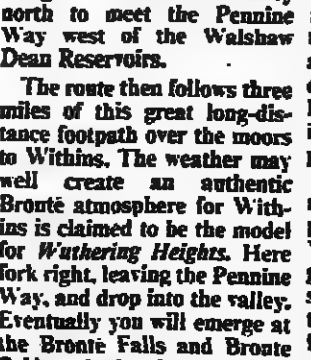 north to meet the Pennine
Way west of the Walshaw
Dean Reservoirs.
The route then follows three
miles of this great long-dis-
tance footpath over the moors
to Withins. The weather may
well create an authentic
Brontë atmosphere for With-
ins is claimed to be the model
for Wuthering Heights. Here
fork right, leaving the Pennine
Way, and drop into the valley.
Eventually you will emerge at
the Brontë Falls and Bronte